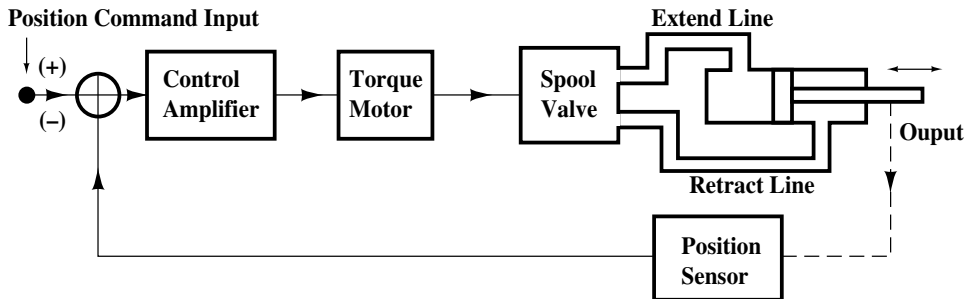 Position Command Input
Extend Line
(+)
(−)
Control
Amplifier
Torque
Motor
Spool
Valve
Ouput
Retract Line
Position
Sensor